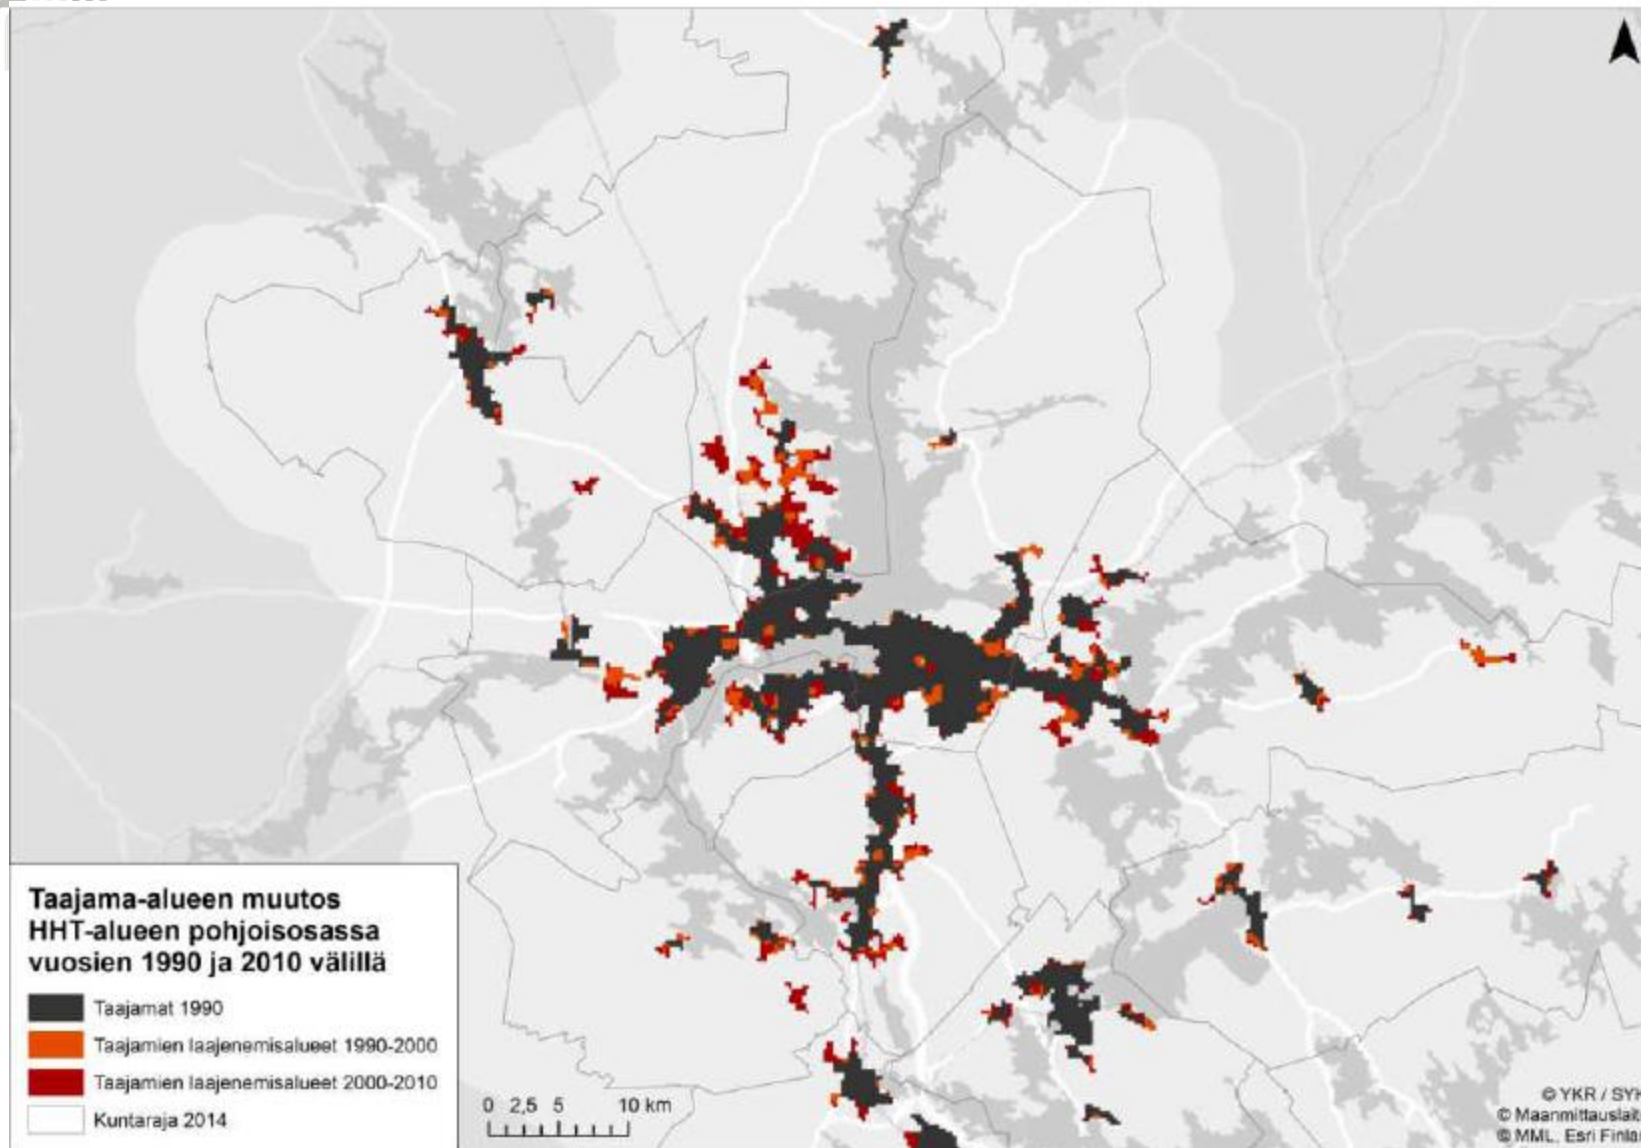 Taajama-alueen muutos
HHT-alueen pohjoisosassa
vuosien 1990 ja 2010 välillä
Taajamat 1990
Taajamien laajenemisalueet 1990-2000
Taajamien laajenemisalueet 2000-2010
Kuntaraja 2014
0 2,5 5 10 km
© YKR / SYK
© Maanmittauslait
© MML, Esri Finla